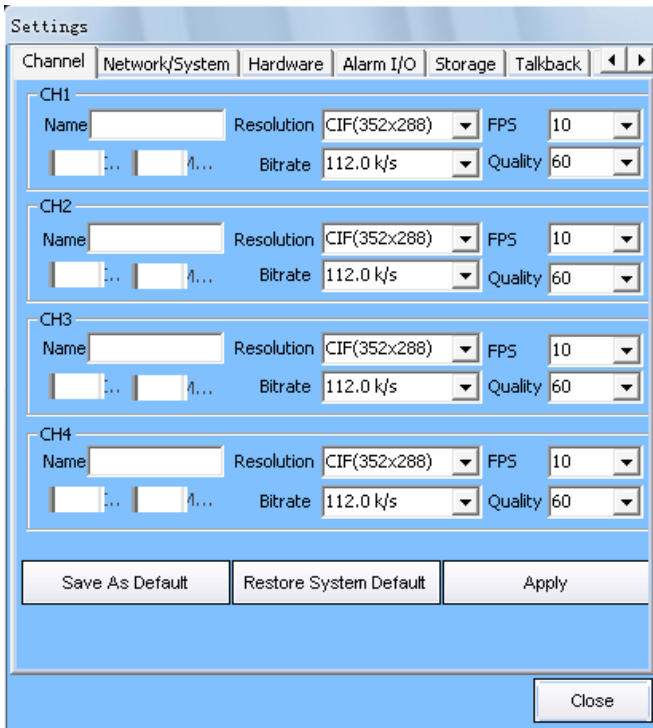 Settings
Channel Network/System Hardware Alarm I/O Storage Talkback
CH1
Name Resolution CIF(352x288) FPS 10
Bitrate 112.0 k/s Quality 60
CH2
Name Resolution CIF(352x288) FPS 10
Bitrate 112.0 k/s Quality 60
CH3
Name Resolution CIF(352x288) FPS 10
Bitrate 112.0 k/s Quality 60
CH4
Name Resolution CIF(352x288) FPS 10
Bitrate 112.0 k/s Quality 60
Save As Default Restore System Default Apply
Close